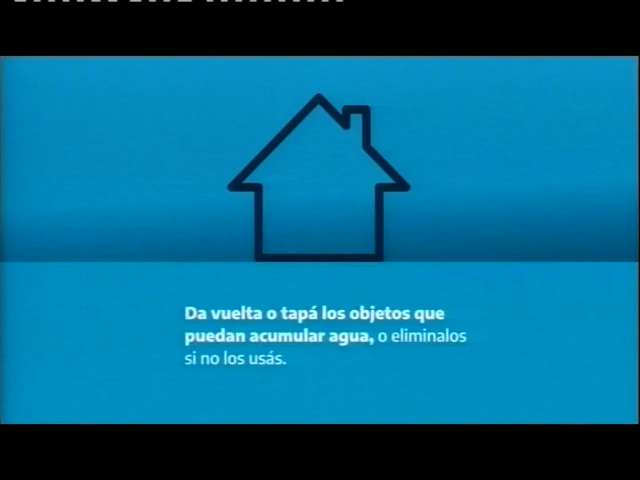 Da vuelta o tapá los objetos que
puedan acumular agua, o eliminalos
si no los usás.